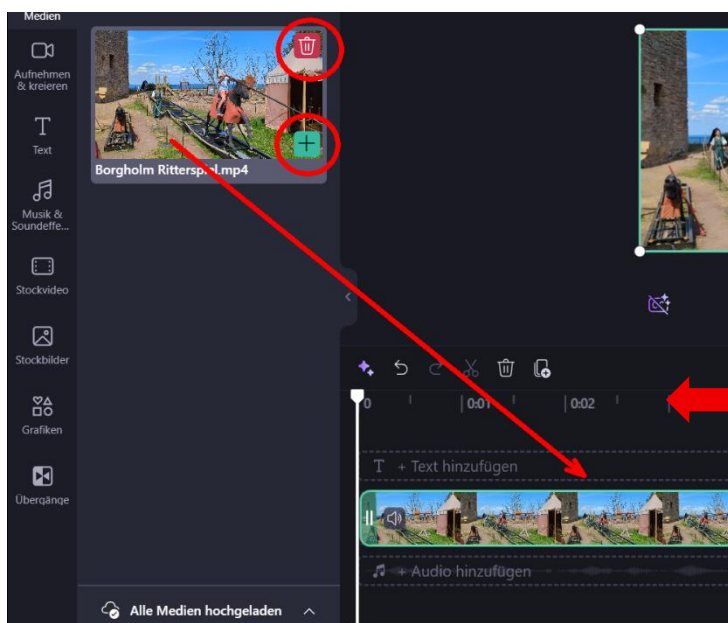 Medien
Aufnehmen
& kreieren
Text
Musik &
Soundeffe...
Stockvideo
Stockbilder
Grafiken
Übergänge
Borgholm Ritterspiel.mp4
Alle Medien hochgeladen
0
0:01
0:02
T + Text hinzufügen
+ Audio hinzufügen